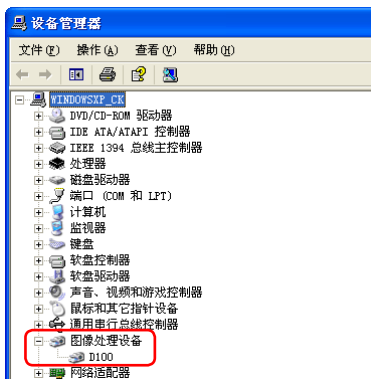 设备管理器
文件(F) 操作(A) 查看(V) 帮助(H)
WINDOWSXP_CK
DVD/CD-ROM 驱动器
IDE ATA/ATAPI 控制器
IEEE 1394 总线主控制器
处理器
磁盘驱动器
端口 (COM 和 LPT)
计算机
监视器
键盘
软盘控制器
软盘驱动器
声音、视频和游戏控制器
鼠标和其它指针设备
通用串行总线控制器
图像处理设备
D100
网络适配器